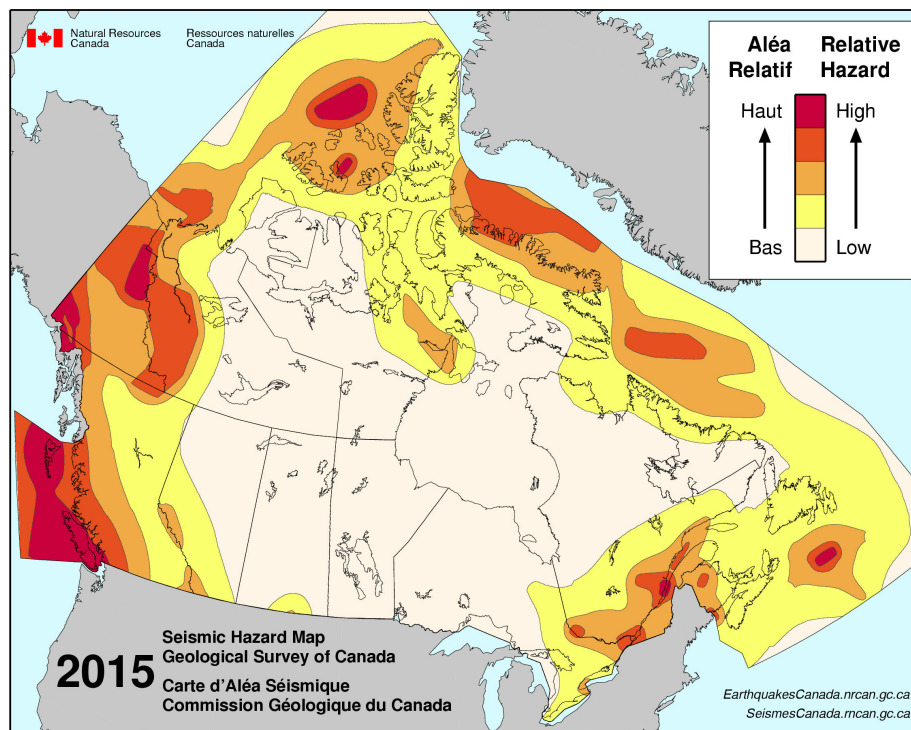 Natural Resources
Canada
Ressources naturelles
Canada
Aléa
Relatif
Relative
Hazard
Haut
High
Bas
Low
2015
Seismic Hazard Map
Geological Survey of Canada
Carte d'Aléa Séismique
Commission Géologique du Canada
EarthquakesCanada.nrcan.gc.ca
SeismesCanada.rncan.gc.ca